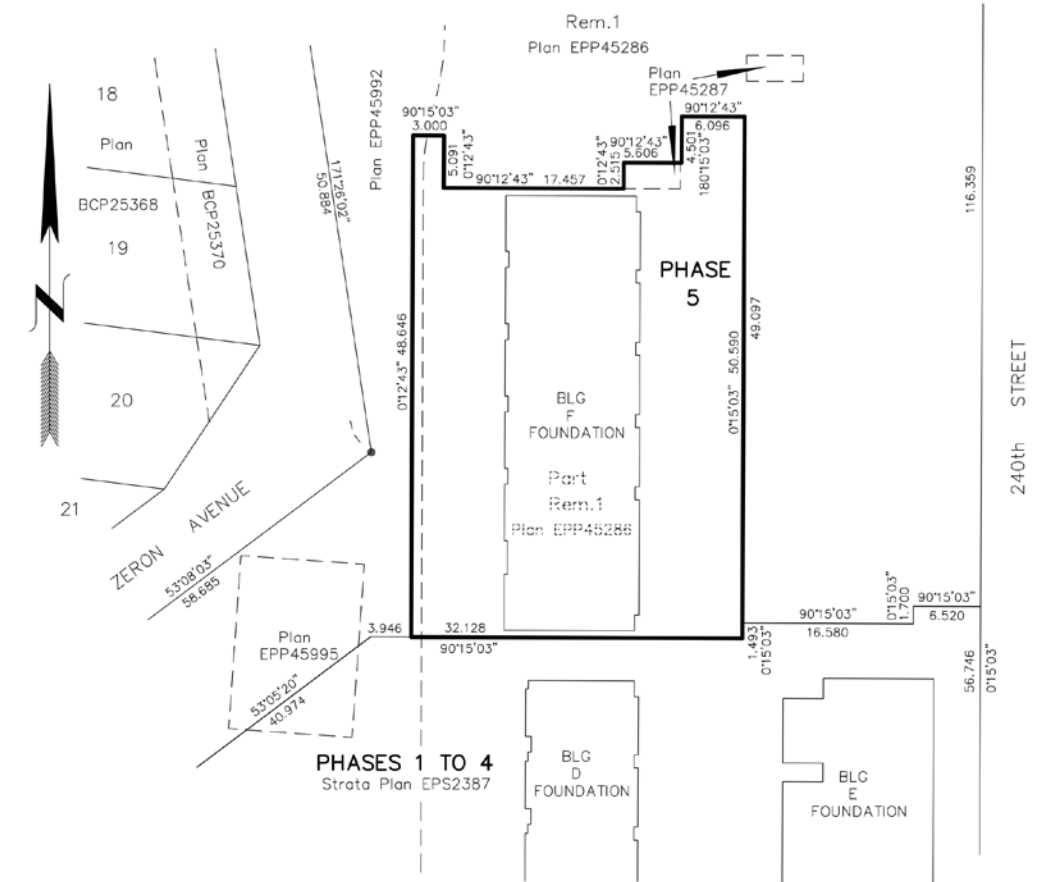 Rem.1
Plan EPP45286
18
Plan
Plan
BCP25370
BCP25368
19
20
21
N
171°26'02"
50.884
Plan EPP45992
90°15'03"
3.000
5.091
0°12'43"
90°12'43" 17.457
0°12'43"
2.515
90°12'43"
5.606
Plan
EPP45287
90°12'43"
6.096
4.501
180°15'03"
116.359
PHASE
5
0°12'43" 48.646
0°15'03" 50.590
49.097
240th STREET
BLG
F
FOUNDATION
Part
Rem.1
Plan EPP45286
ZERON AVENUE
53°08'03"
58.685
Plan
EPP45995
53°05'20"
40.974
3.946
32.128
90°15'03"
1.493
0°15'03"
90°15'03"
16.580
0°15'03"
1.700
90°15'03"
6.520
56.746
0°15'03"
PHASES 1 TO 4
Strata Plan EPS2387
BLG
D
FOUNDATION
BLG
E
FOUNDATION